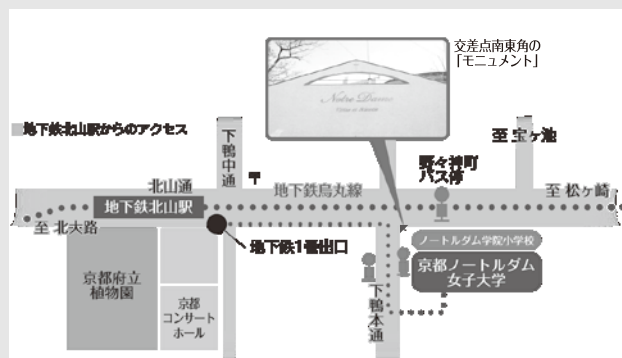 交差点南東角の
「モニュメント」
Notre Dame
地下鉄北山駅からのアクセス
下鴨中通
〒
野々神町
バス停
至 宝ヶ池
北山通
地下鉄烏丸線
至 松ヶ崎
地下鉄北山駅
至 北大路
地下鉄1番出口
ノートルダム学院小学校
京都ノートルダム
女子大学
京都府立
植物園
京都
コンサート
ホール
下鴨本通